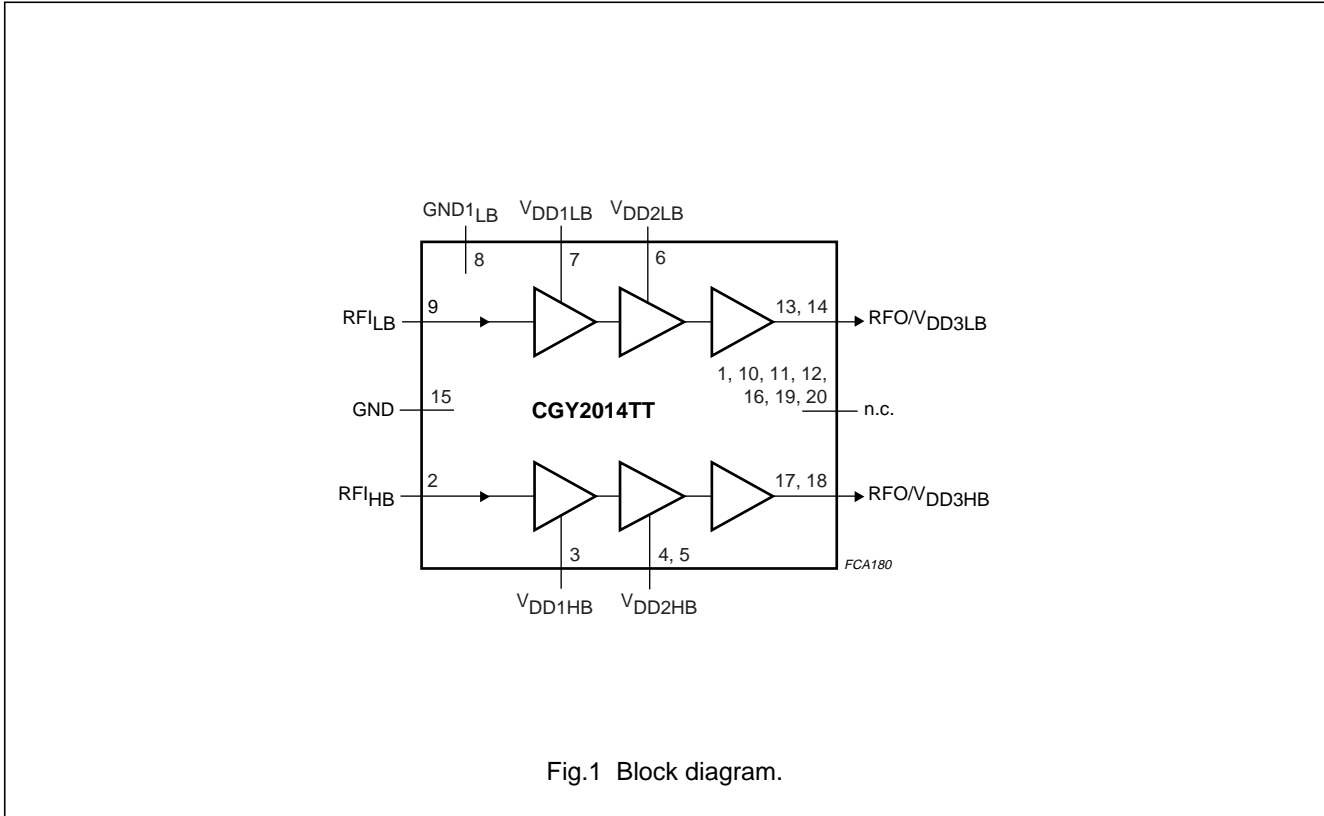 GND1LB VDD1LB VDD2LB
8 7 6
RFILB 9 13, 14 RFO/VDD3LB
1, 10, 11, 12,
GND 15 CGY2014TT 16, 19, 20 n.c.
RFIHB 2 17, 18 RFO/VDD3HB
3 4, 5
FCA180
VDD1HB VDD2HB
Fig.1 Block diagram.